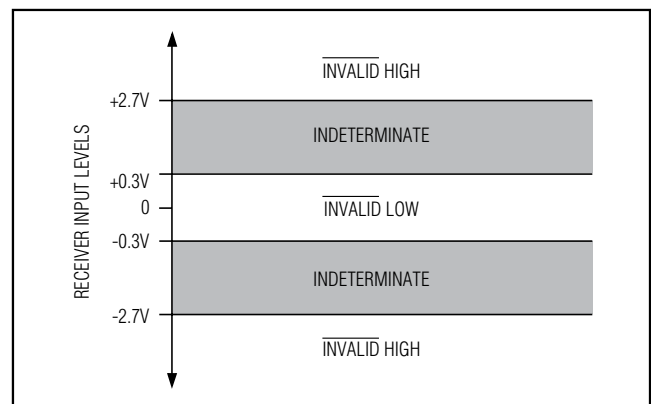 INVALID HIGH
+2.7V
INDETERMINATE
+0.3V
RECEIVER INPUT LEVELS
0
INVALID LOW
-0.3V
INDETERMINATE
-2.7V
INVALID HIGH